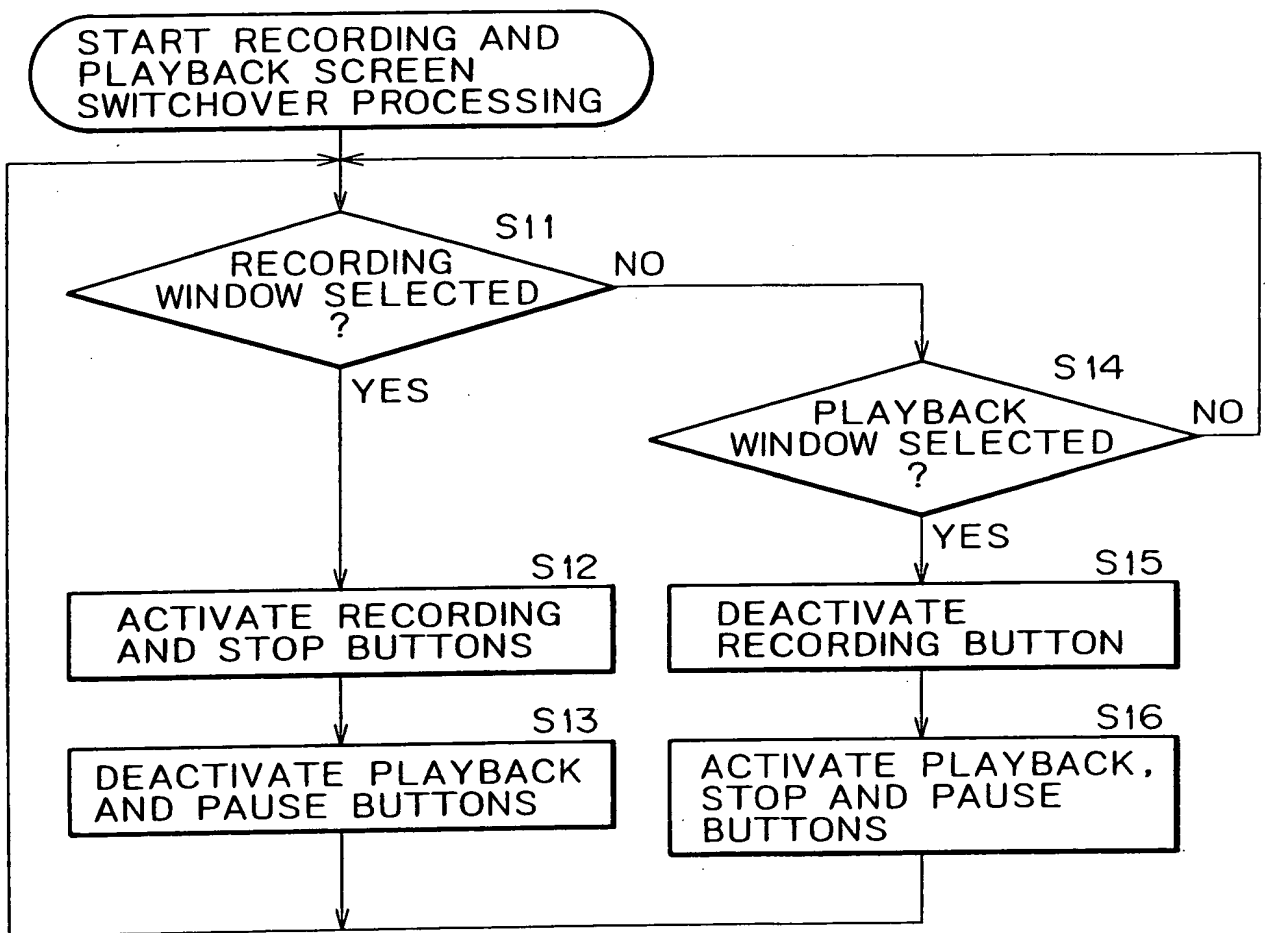 START RECORDING AND
PLAYBACK SCREEN
SWITCHOVER PROCESSING
S11
RECORDING
WINDOW SELECTED
?
NO
YES
S14
PLAYBACK
WINDOW SELECTED
?
NO
YES
S12
ACTIVATE RECORDING
AND STOP BUTTONS
S13
DEACTIVATE PLAYBACK
AND PAUSE BUTTONS
S15
DEACTIVATE
RECORDING BUTTON
S16
ACTIVATE PLAYBACK,
STOP AND PAUSE
BUTTONS